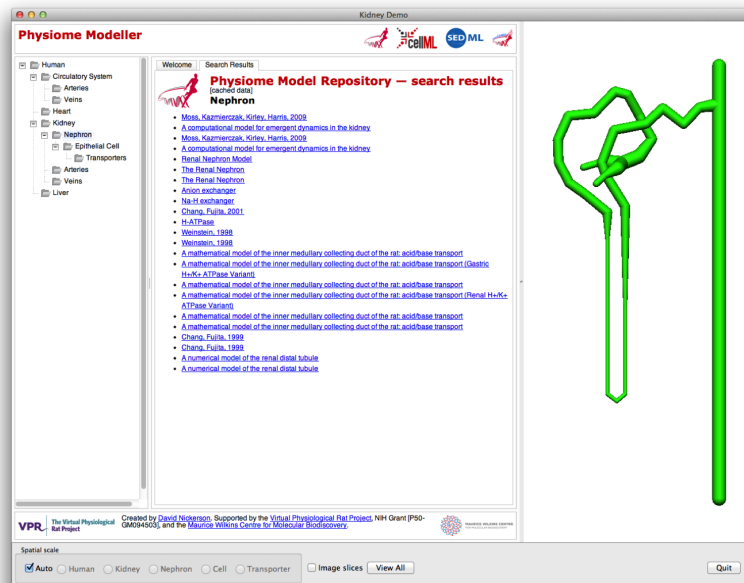 Kidney Demo
Physiome Modeller
CellML
SED ML
Human
Circulatory System
Arteries
Veins
Heart
Kidney
Nephron
Epithelial Cell
Transporters
Arteries
Veins
Liver
Welcome
Search Results
Physiome Model Repository — search results
[cached data]
Nephron
Moss, Kazmierczak, Kirley, Harris, 2009
A computational model for emergent dynamics in the kidney
Moss, Kazmierczak, Kirley, Harris, 2009
A computational model for emergent dynamics in the kidney
Renal Nephron Model
The Renal Nephron
The Renal Nephron
Anion exchanger
Na-H exchanger
Chang, Fujita, 2001
H-ATPase
Weinstein, 1998
Weinstein, 1998
A mathematical model of the inner medullary collecting duct of the rat: acid/base transport
A mathematical model of the inner medullary collecting duct of the rat: acid/base transport (Gastric
H+/K+ ATPase Variant)
A mathematical model of the inner medullary collecting duct of the rat: acid/base transport
A mathematical model of the inner medullary collecting duct of the rat: acid/base transport (Renal H+/K+
ATPase Variant)
A mathematical model of the inner medullary collecting duct of the rat: acid/base transport
A mathematical model of the inner medullary collecting duct of the rat: acid/base transport
Chang, Fujita, 1999
Chang, Fujita, 1999
A numerical model of the renal distal tubule
A numerical model of the renal distal tubule
VPR
The Virtual Physiological
Rat Project
Created by David Nickerson, Supported by the Virtual Physiological Rat Project, NIH Grant [P50-
GM094503], and the Maurice Wilkins Centre for Molecular Biodiscovery.
MAURICE WILKINS CENTRE
Spatial scale
Auto
Human
Kidney
Nephron
Cell
Transporter
Image slices
View All
Quit